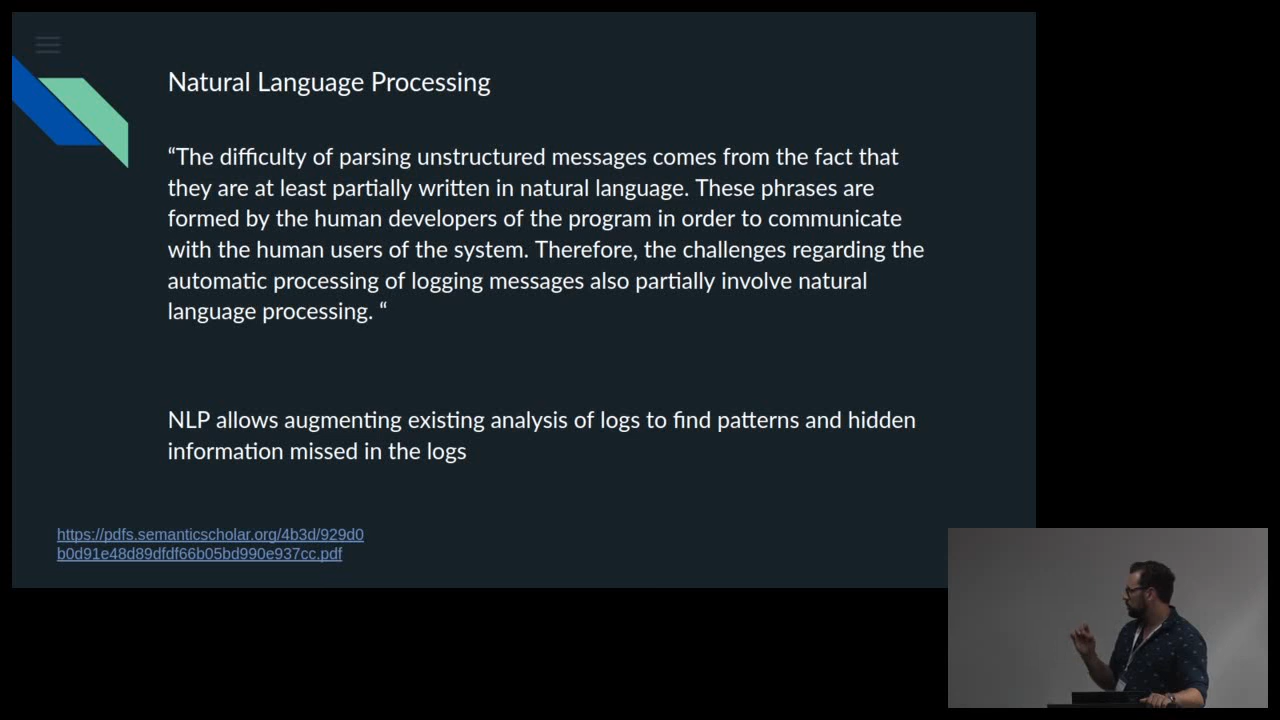 Natural Language Processing
“The difficulty of parsing unstructured messages comes from the fact that
they are at least partially written in natural language. These phrases are
formed by the human developers of the program in order to communicate
with the human users of the system. Therefore, the challenges regarding the
automatic processing of logging messages also partially involve natural
language processing. “
NLP allows augmenting existing analysis of logs to find patterns and hidden
information missed in the logs
https://pdfs.semanticscholar.org/4b3d/929d0
b0d91e48d89dfdf66b05bd990e937cc.pdf